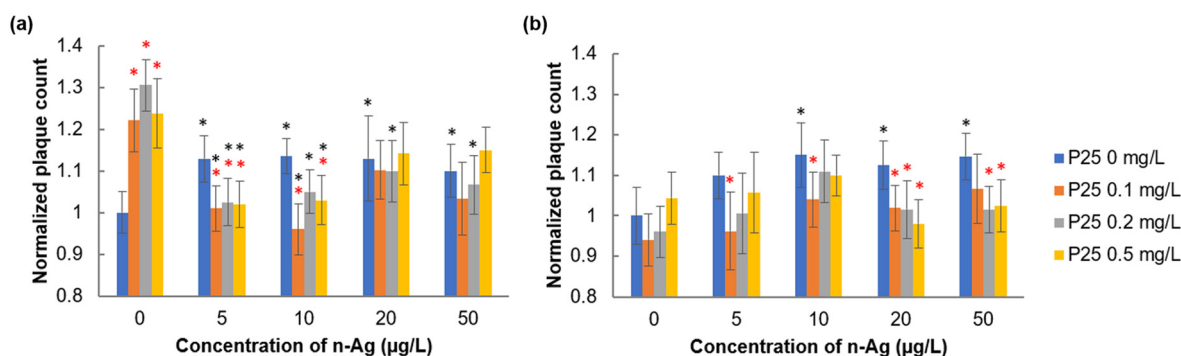 (a)
Normalized plaque count
1.4
1.3
1.2
1.1
1
0.9
0.8
* * *
* * * * * * *
* * * * * *
* *
* *
0 5 10 20 50
Concentration of n-Ag (µg/L)
(b)
Normalized plaque count
1.4
1.3
1.2
1.1
1
0.9
0.8
*
* *
* * * *
* * *
0 5 10 20 50
Concentration of n-Ag (µg/L)
P25 0 mg/L
P25 0.1 mg/L
P25 0.2 mg/L
P25 0.5 mg/L